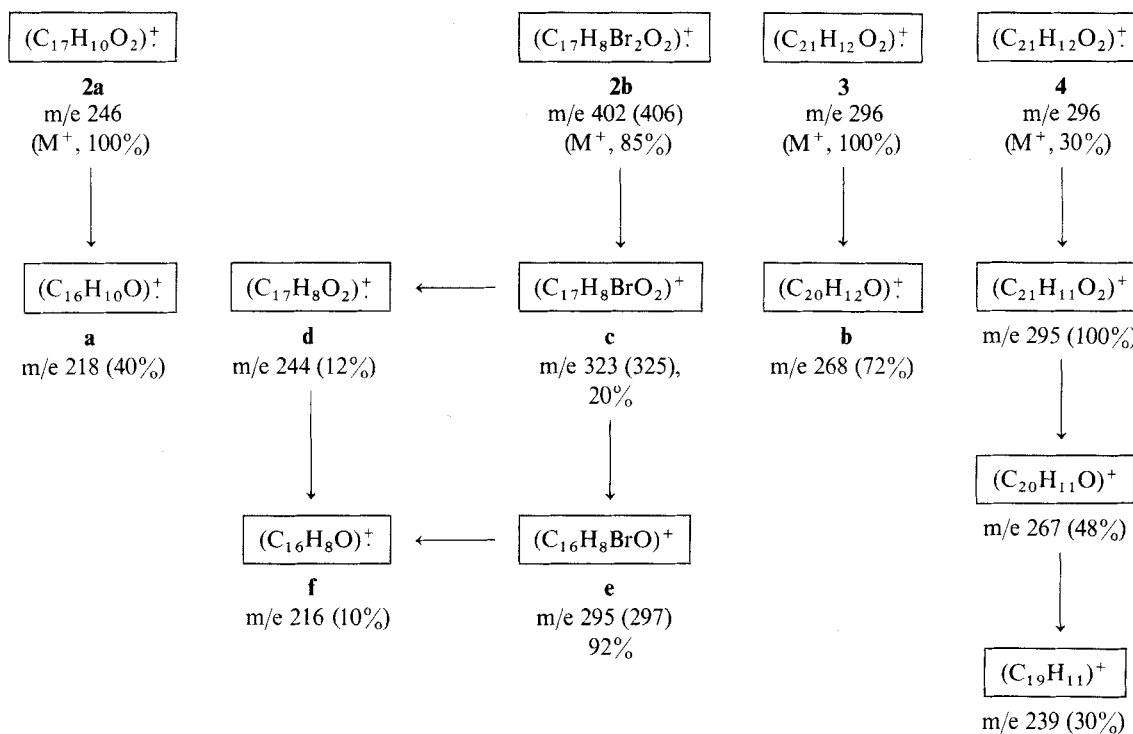 (C₁₇H₁₀O₂)⁺· (C₁₇H₈Br₂O₂)⁺· (C₂₁H₁₂O₂)⁺· (C₂₁H₁₂O₂)⁺·
2a 2b 3 4
m/e 246 m/e 402 (406) m/e 296 m/e 296
(M⁺, 100%) (M⁺, 85%) (M⁺, 100%) (M⁺, 30%)
(C₁₆H₁₀O)⁺· (C₁₇H₈O₂)⁺· (C₁₇H₈BrO₂)⁺ (C₂₀H₁₂O)⁺· (C₂₁H₁₁O₂)⁺
a d c b m/e 295 (100%)
m/e 218 (40%) m/e 244 (12%) m/e 323 (325), m/e 268 (72%)
20%
(C₂₀H₁₁O)⁺
m/e 267 (48%)
(C₁₆H₈O)⁺· (C₁₆H₈BrO)⁺
f e
m/e 216 (10%) m/e 295 (297)
92%
(C₁₉H₁₁)⁺
m/e 239 (30%)